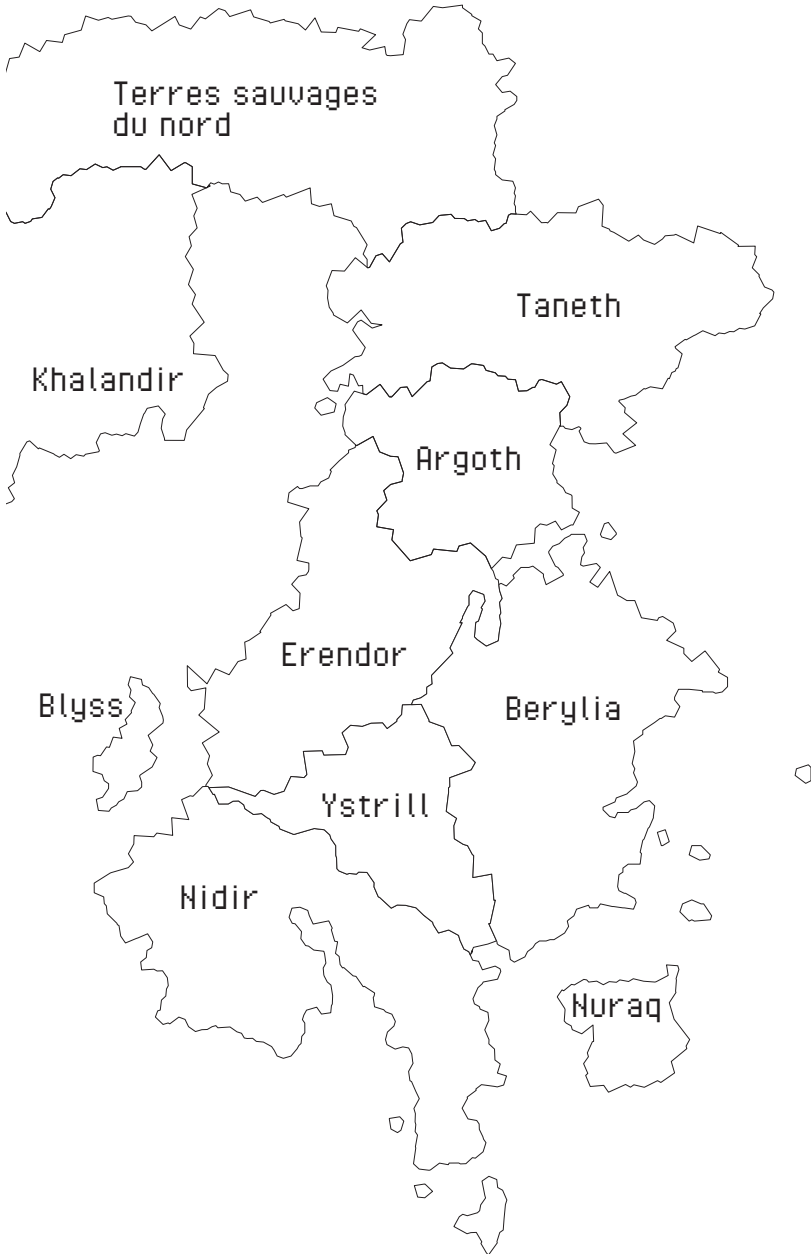 Terres sauvages
du nord
Taneth
Khalandir
Argoth
Erendor
Blyss
Berylia
Ystrill
Nidir
Nuraq